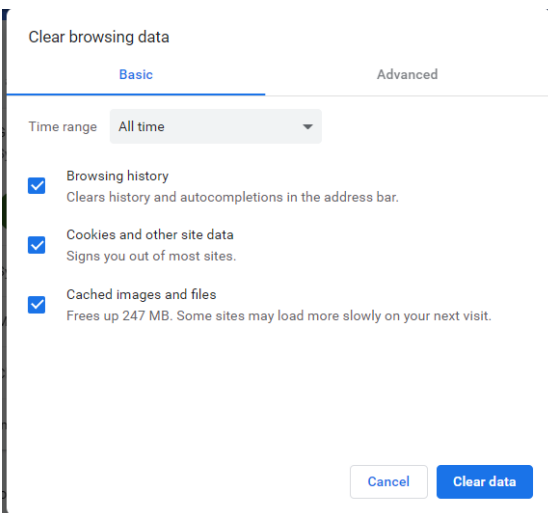 Clear browsing data
Basic Advanced
Time range All time
Browsing history
Clears history and autocompletions in the address bar.
Cookies and other site data
Signs you out of most sites.
Cached images and files
Frees up 247 MB. Some sites may load more slowly on your next visit.
Cancel Clear data